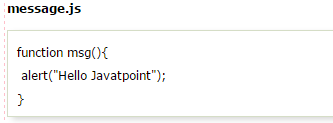 message.js
function msg(){
alert("Hello Javatpoint");
}